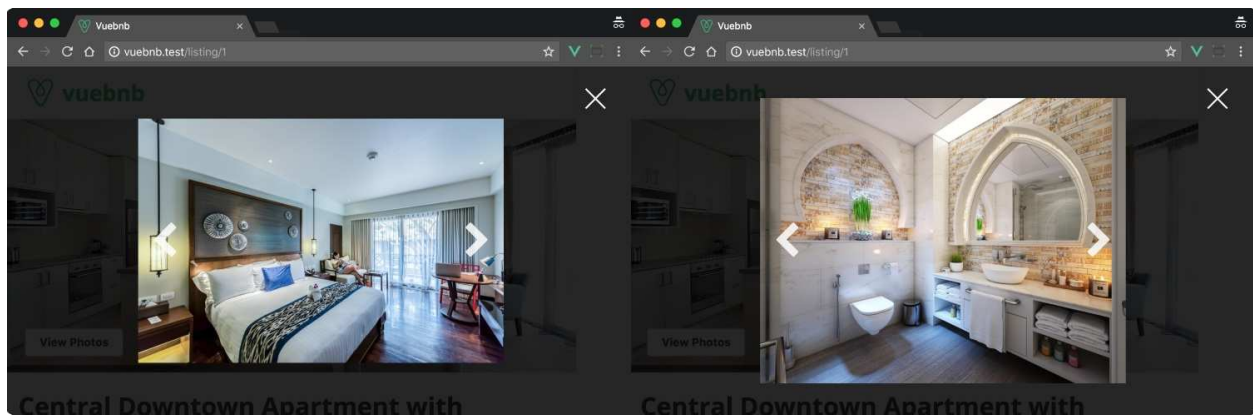 Vuebnb
vuebnb.test/listing/1
vuebnb
View Photos
Central Downtown Apartment with
Vuebnb
vuebnb.test/listing/1
vuebnb
View Photos
Central Downtown Apartment with